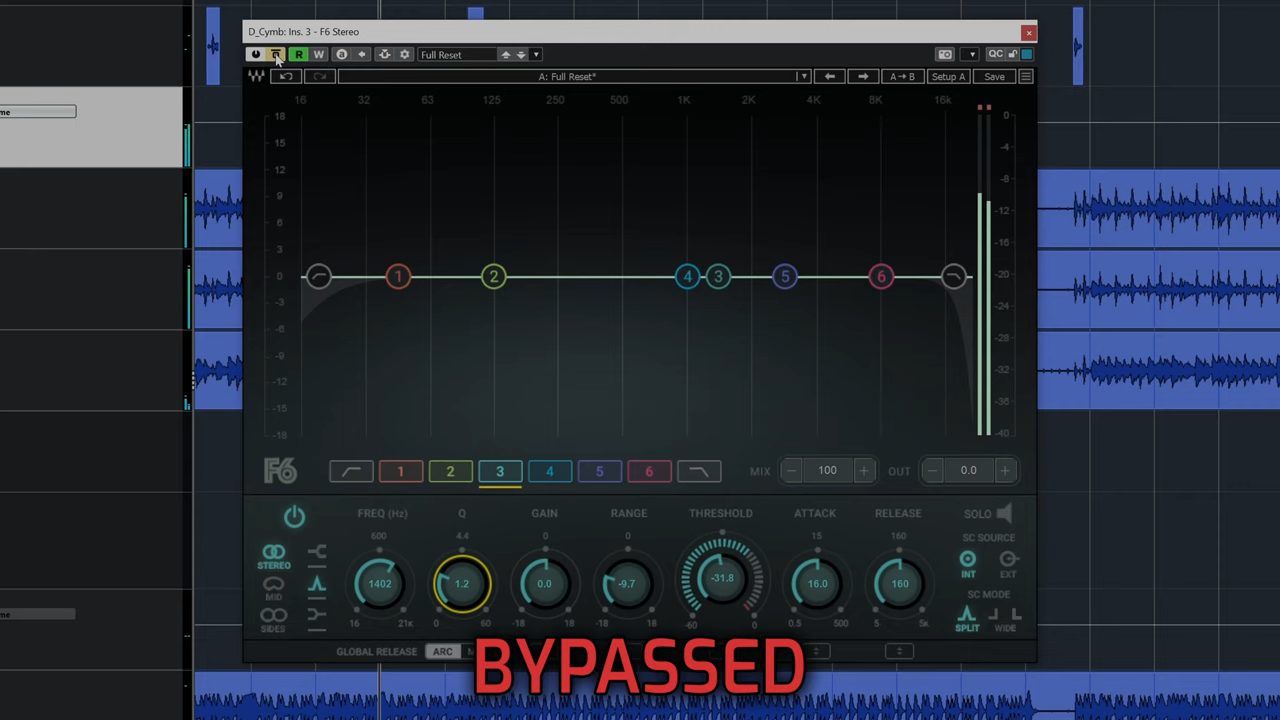 D_Cymb: Ins. 3 - F6 Stereo
R W a Full Reset QC
A: Full Reset* A→B Setup A Save
me
16 32 63 125 250 500 1K 2K 4K 8K 16k
18 0
15 -4
12 -8
9 -12
6 -16
3 -20
0 1 2 4 3 5 6 -24
-3 -28
-6 -32
-9 -36
-12 -40
-15
-18
F6 1 2 3 4 5 6 MIX 100 OUT 0.0
FREQ (Hz) Q GAIN RANGE THRESHOLD ATTACK RELEASE SOLO
600 4.4 0 0 15 160 SC SOURCE
STEREO 1402 1.2 0.0 -9.7 -31.8 16.0 160 INT EXT
MID SC MODE
SIDES 16 21K 0 60 -18 18 -18 18 -60 0 0.5 500 5 5K SPLIT WIDE
GLOBAL RELEASE ARC M
BYPASSED
me